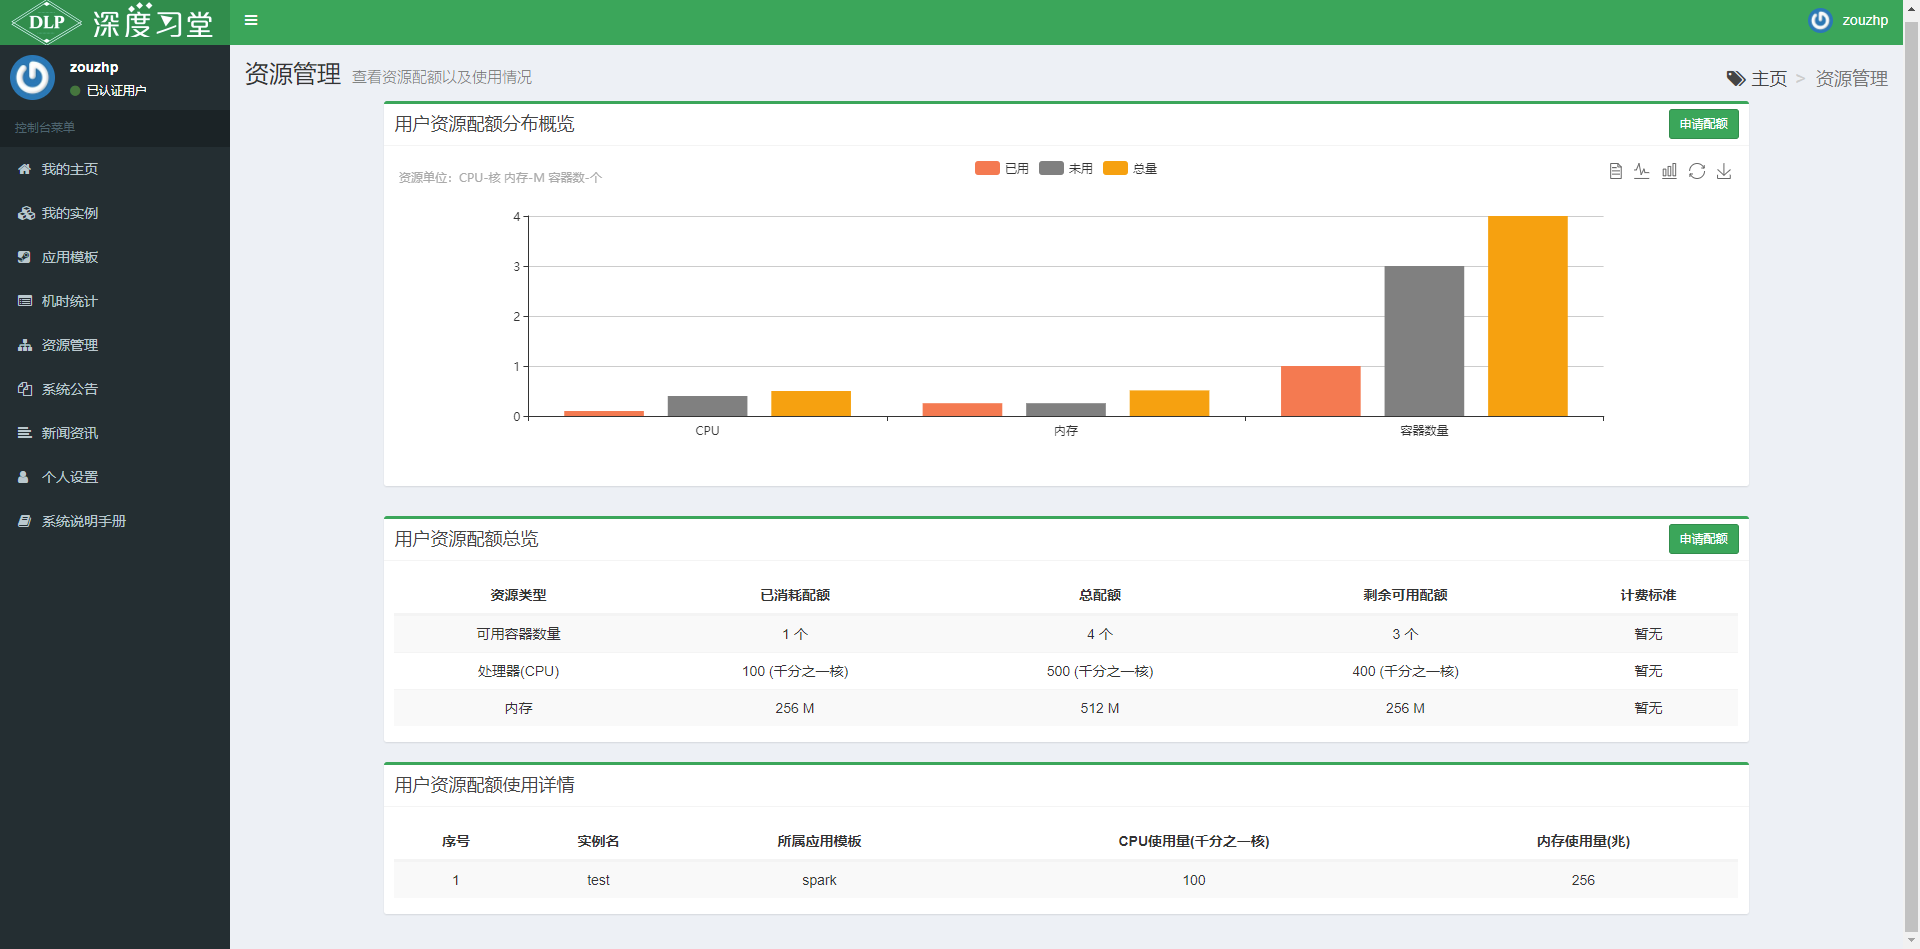 DLP 深度习堂
zouzhp
zouzhp
已认证用户
控制台菜单
我的主页
我的实例
应用模板
机时统计
资源管理
系统公告
新闻资讯
个人设置
系统说明手册
资源管理 查看资源配额以及使用情况
主页 > 资源管理
用户资源配额分布概览 申请配额
资源单位：CPU-核 内存-M 容器数-个
已用 未用 总量
4
3
2
1
0
CPU 内存 容器数量
用户资源配额总览 申请配额
资源类型 已消耗配额 总配额 剩余可用配额 计费标准
可用容器数量 1 个 4 个 3 个 暂无
处理器(CPU) 100 (千分之一核) 500 (千分之一核) 400 (千分之一核) 暂无
内存 256 M 512 M 256 M 暂无
用户资源配额使用详情
序号 实例名 所属应用模板 CPU使用量(千分之一核) 内存使用量(兆)
1 test spark 100 256